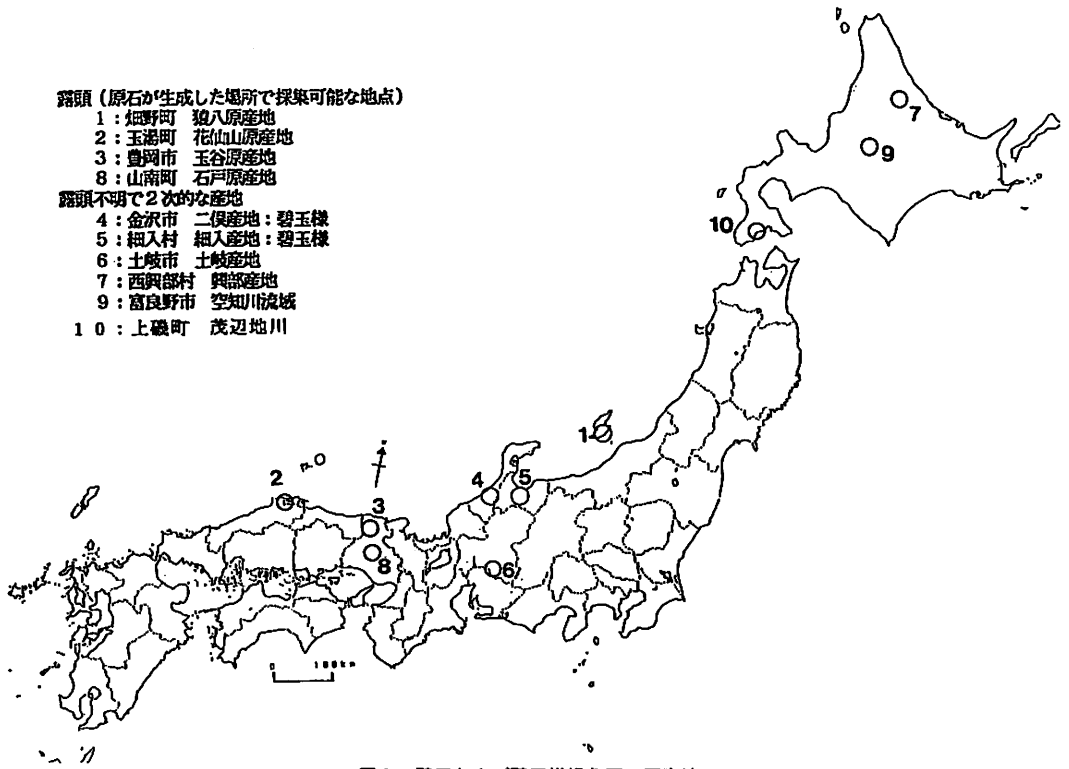 露頭（原石が生成した場所で採集可能な地点）
1：畑野町　猿八原産地
2：玉湯町　花仙山原産地
3：豊岡市　玉谷原産地
8：山南町　石戸原産地
露頭不明で2次的な産地
4：金沢市　二俣産地：碧玉様
5：細入村　細入産地：碧玉様
6：土岐市　土岐産地
7：西興部村　興部産地
9：富良野市　空知川流域
10：上磯町　茂辺地川
7
9
10
1
2
3
4
5
8
6
0　100km